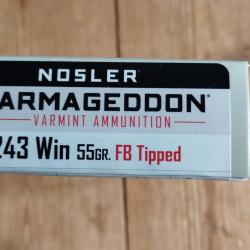 NOSLER
ARMAGEDDON®
VARMINT AMMUNITION
243 Win 55GR. FB Tipped